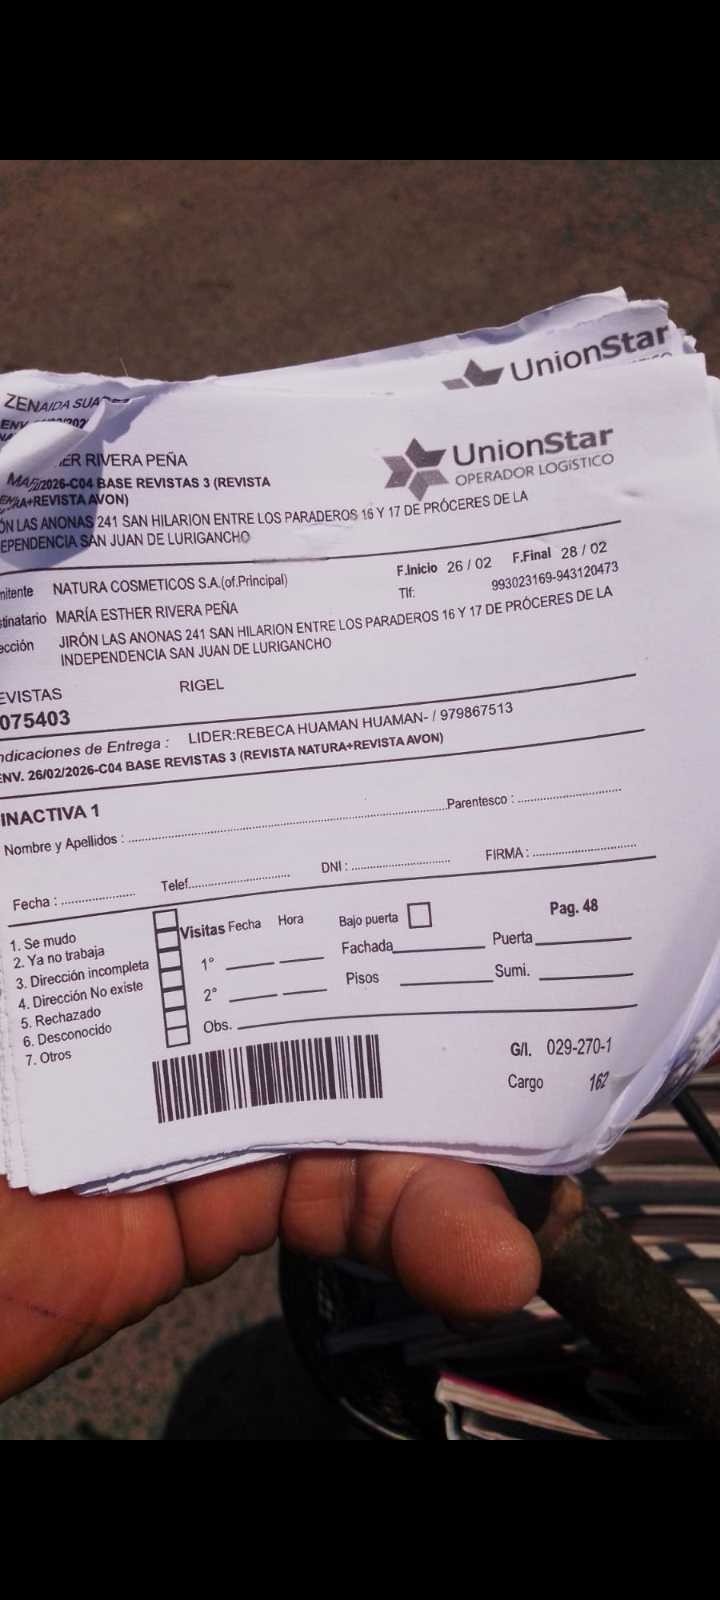 UnionStar
ZENAIDA
RIVERA PEÑA
UnionStar
OPERADOR LOGíSTICO
/2026-C04 BASE REVISTAS 3 (REVISTA
A+REVISTA AVON)
ÓN LAS ANONAS 241 SAN HILARION ENTRE LOS PARADEROS 16 Y 17 DE PRÓCERES DE LA
EPENDENCIA SAN JUAN DE LURIGANCHO
mitente NATURA COSMETICOS S.A.(of.Principal) F.Inicio 26 / 02 F.Final 28 / 02
tinatario MARÍA ESTHER RIVERA PEÑA Tlf: 993023169-943120473
ección JIRÓN LAS ANONAS 241 SAN HILARION ENTRE LOS PARADEROS 16 Y 17 DE PRÓCERES DE LA
INDEPENDENCIA SAN JUAN DE LURIGANCHO
EVISTAS RIGEL
075403
ndicaciones de Entrega : LIDER:REBECA HUAMAN HUAMAN- / 979867513
ENV. 26/02/2026-C04 BASE REVISTAS 3 (REVISTA NATURA+REVISTA AVON)
INACTIVA 1
Nombre y Apellidos : Parentesco :
Fecha : Telef. DNI : FIRMA :
1. Se mudo
2. Ya no trabaja
3. Dirección incompleta
4. Dirección No existe
5. Rechazado
6. Desconocido
7. Otros
Visitas Fecha Hora Bajo puerta Pag. 48
1° Fachada Puerta
2° Pisos Sumi.
Obs.
G/I. 029-270-1
Cargo 162